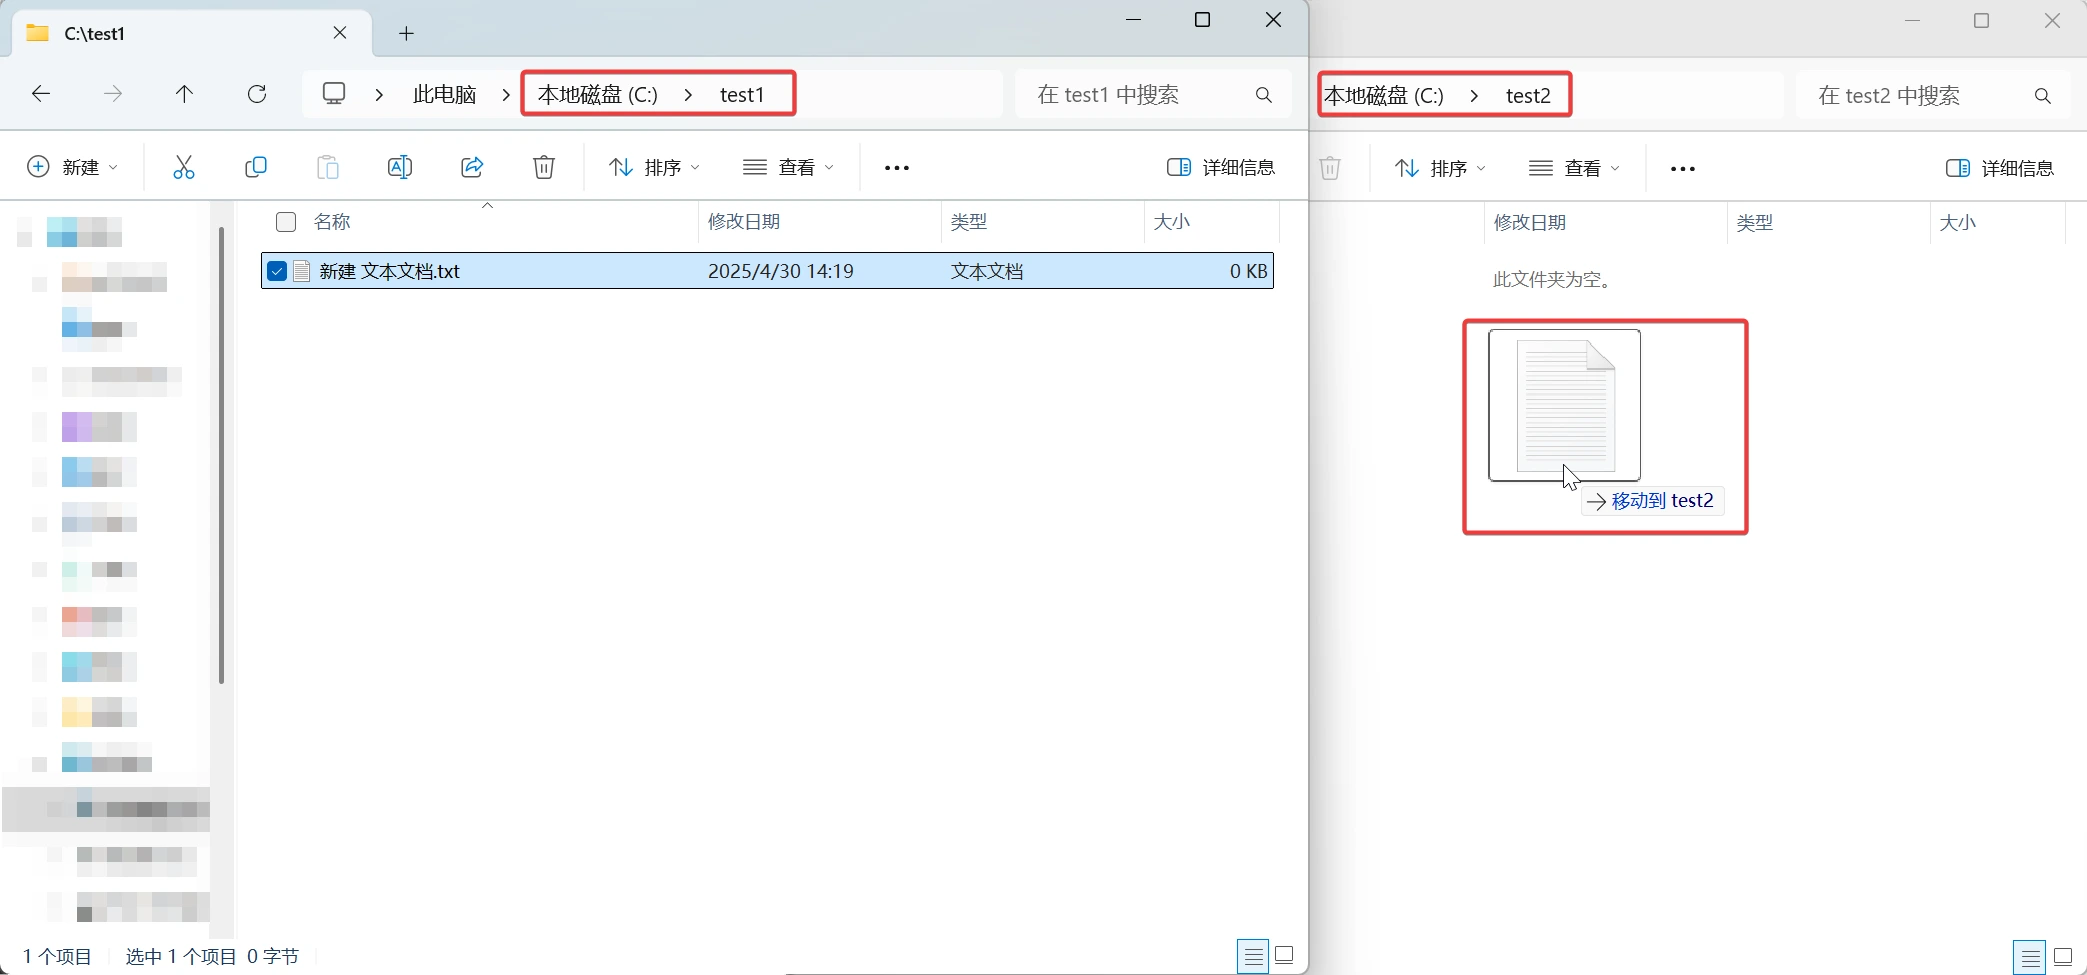 C:\test1
此电脑 本地磁盘 (C:) test1
在 test1 中搜索
本地磁盘 (C:) test2
在 test2 中搜索
新建 排序 查看 详细信息
排序 查看 详细信息
名称 修改日期 类型 大小
新建 文本文档.txt 2025/4/30 14:19 文本文档 0 KB
修改日期 类型 大小
此文件夹为空。
移动到 test2
1 个项目 选中 1 个项目 0 字节